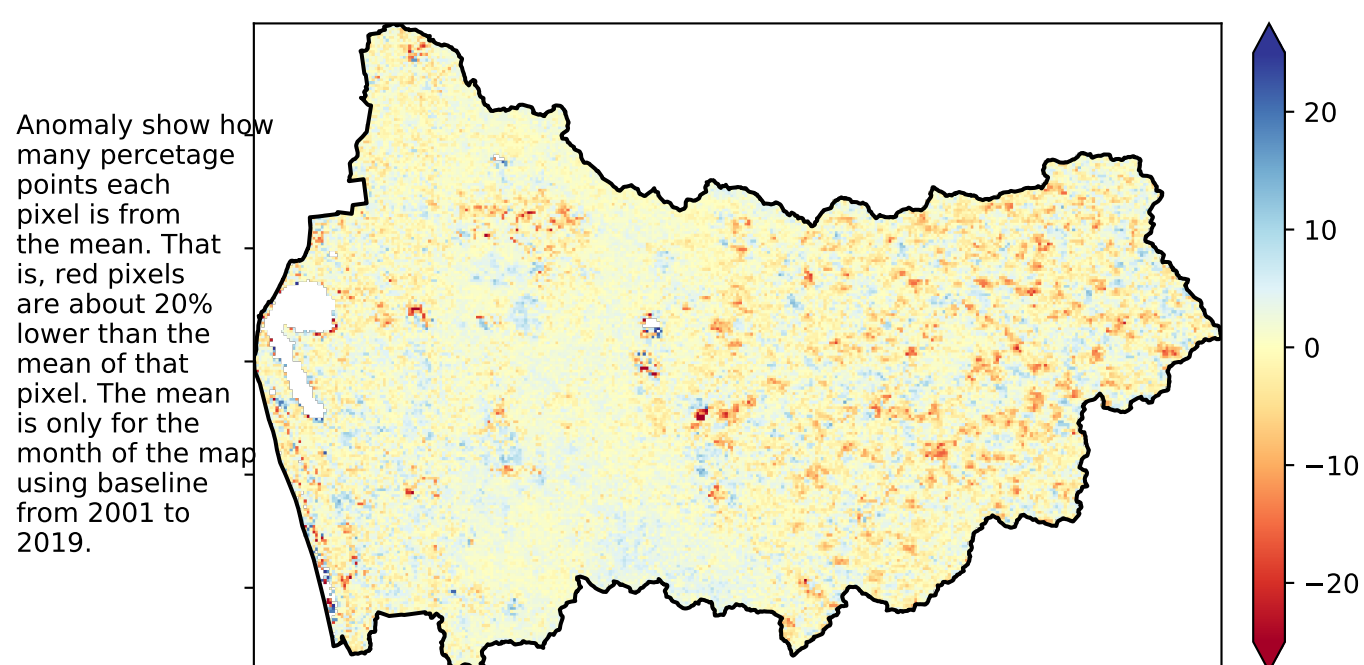 Anomaly show how
many percetage
points each
pixel is from
the mean. That
is, red pixels
are about 20%
lower than the
mean of that
pixel. The mean
is only for the
month of the map
using baseline
from 2001 to
2019.
20
10
0
−10
−20